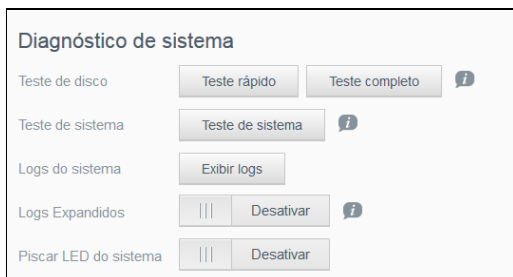 Diagnóstico de sistema
Teste de disco Teste rápido Teste completo i
Teste de sistema Teste de sistema i
Logs do sistema Exibir logs
Logs Expandidos Desativar i
Piscar LED do sistema Desativar